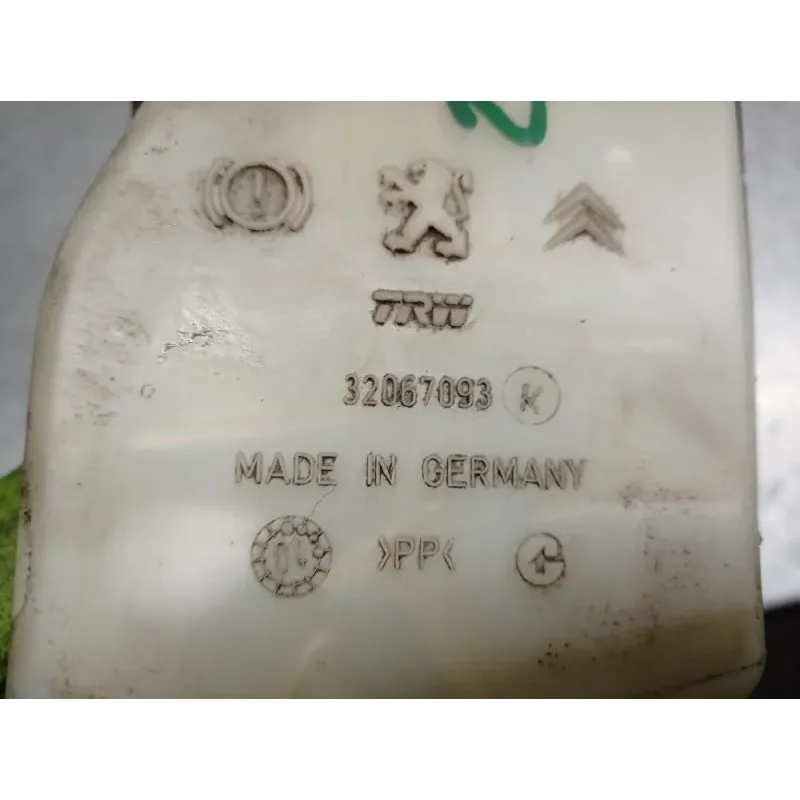 TRW
32067093 K
MADE IN GERMANY
>PP<